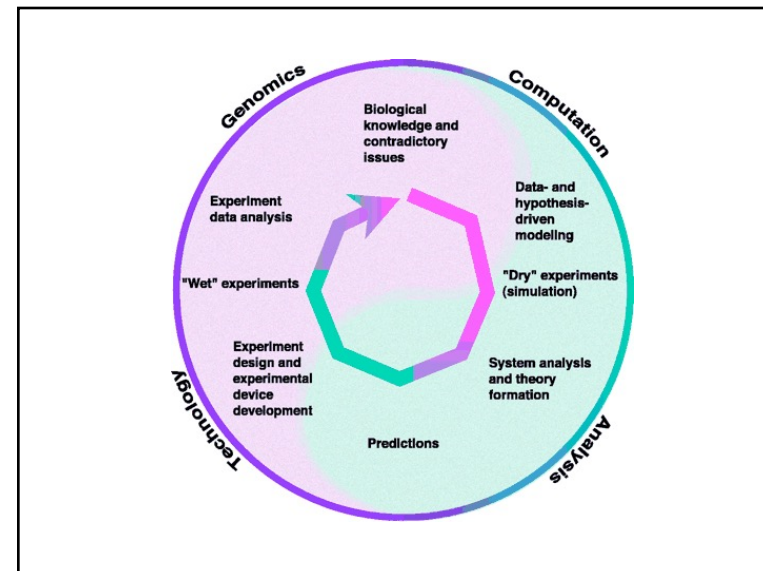 Genomics
Computation
Biological
knowledge and
contradictory
issues
Data- and
hypothesis-
driven
modeling
"Dry" experiments
(simulation)
System analysis
and theory
formation
Predictions
Experiment
design and
experimental
device
development
"Wet" experiments
Experiment
data analysis
Technology
Analysis